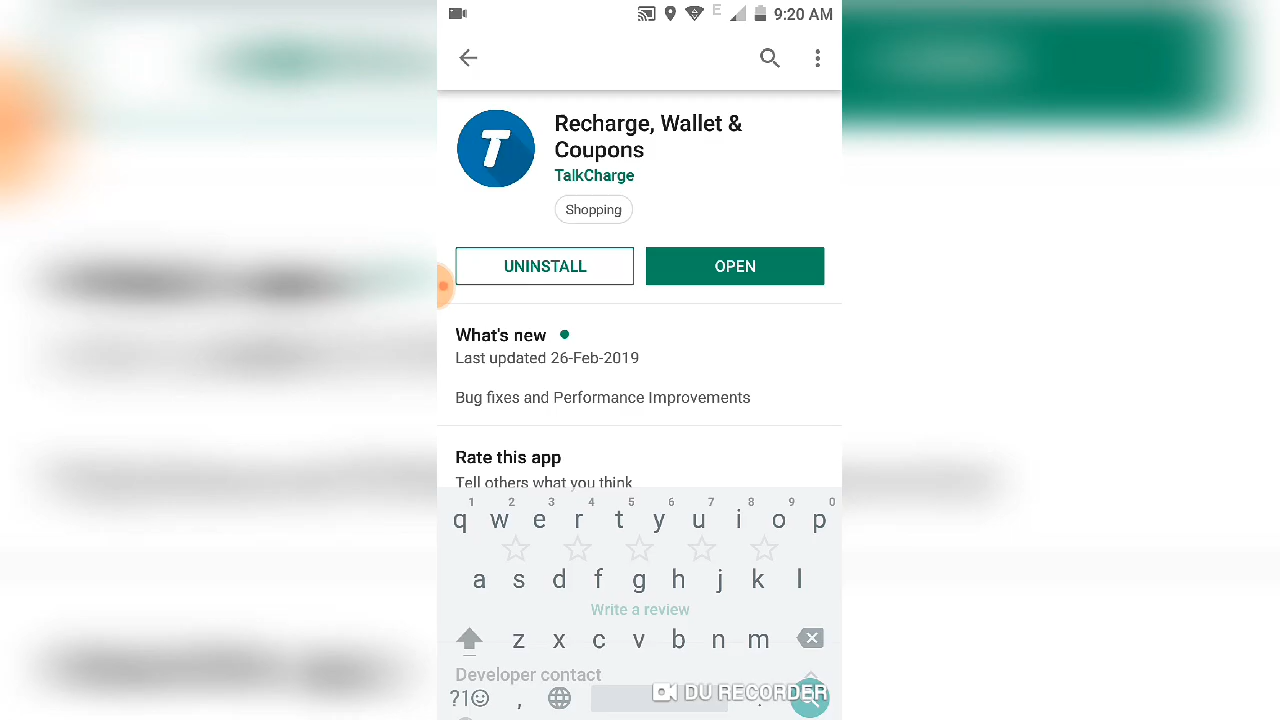 E 9:20 AM
T
Recharge, Wallet &
Coupons
TalkCharge
Shopping
UNINSTALL OPEN
What's new
Last updated 26-Feb-2019
Bug fixes and Performance Improvements
Rate this app
Tell others what you think
1 2 3 4 5 6 7 8 9 0
q w e r t y u i o p
a s d f g h j k l
Write a review
z x c v b n m
Developer contact
?1 , .
DU RECORDER